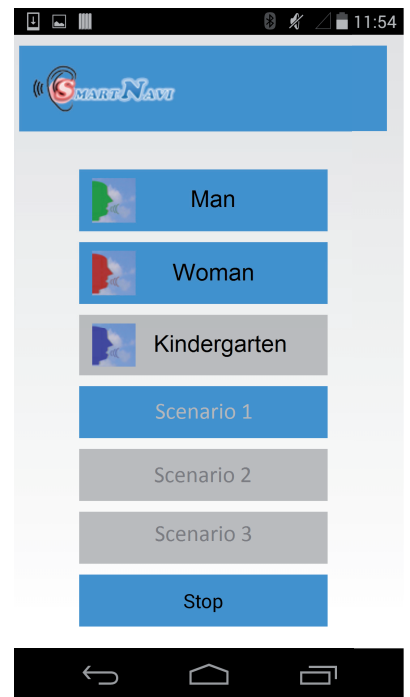 11:54
SMARTNAVI
Man
Woman
Kindergarten
Scenario 1
Scenario 2
Scenario 3
Stop